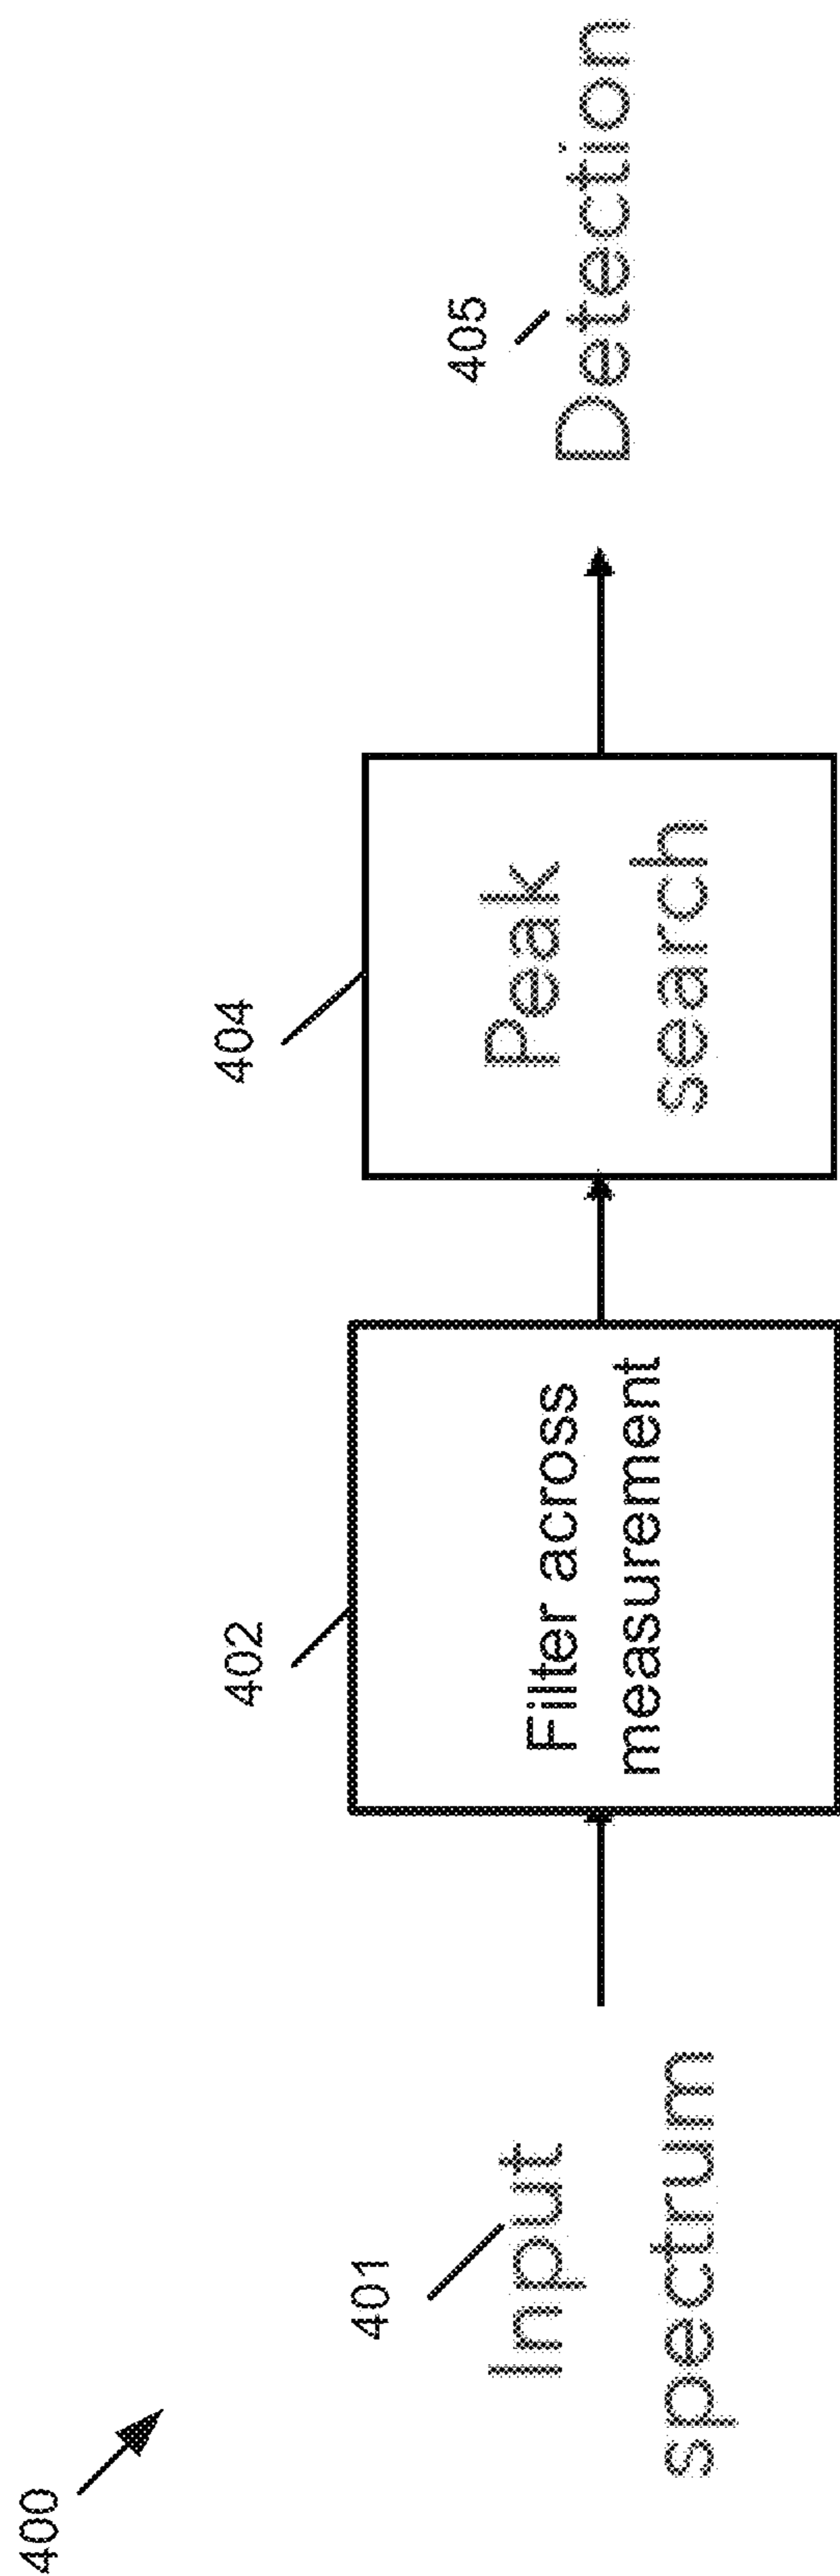 400
401
Input
spectrum
402
Filter across
measurement
404
Peak
search
405
Detection